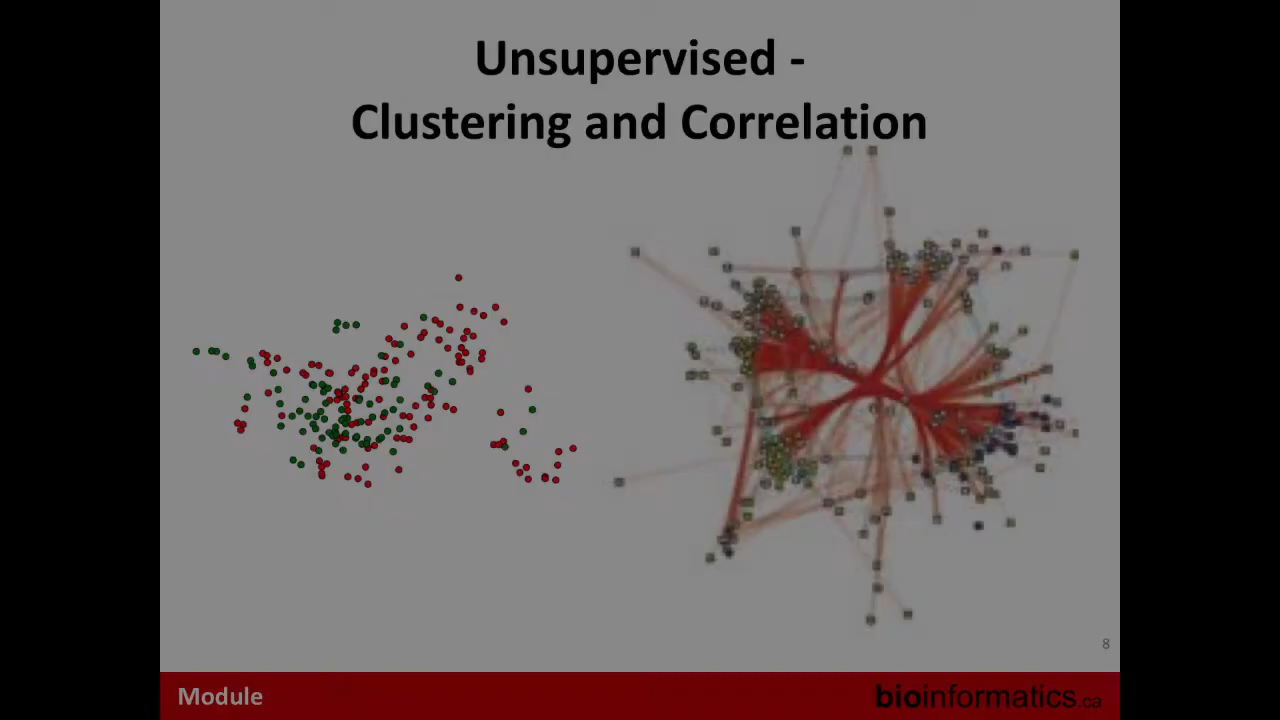 Unsupervised -
Clustering and Correlation
8
Module
bioinformatics.ca